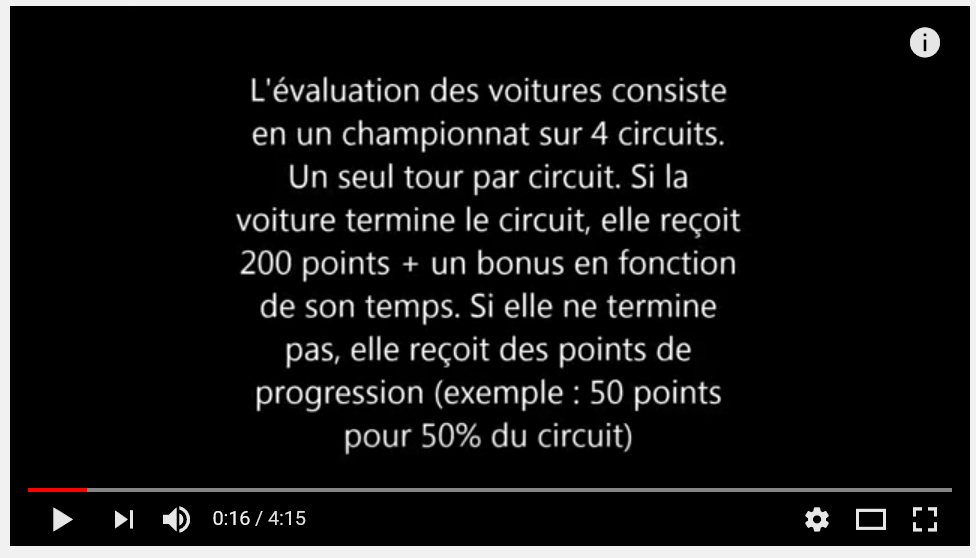 i
L'évaluation des voitures consiste
en un championnat sur 4 circuits.
Un seul tour par circuit. Si la
voiture termine le circuit, elle reçoit
200 points + un bonus en fonction
de son temps. Si elle ne termine
pas, elle reçoit des points de
progression (exemple : 50 points
pour 50% du circuit)
0:16 / 4:15